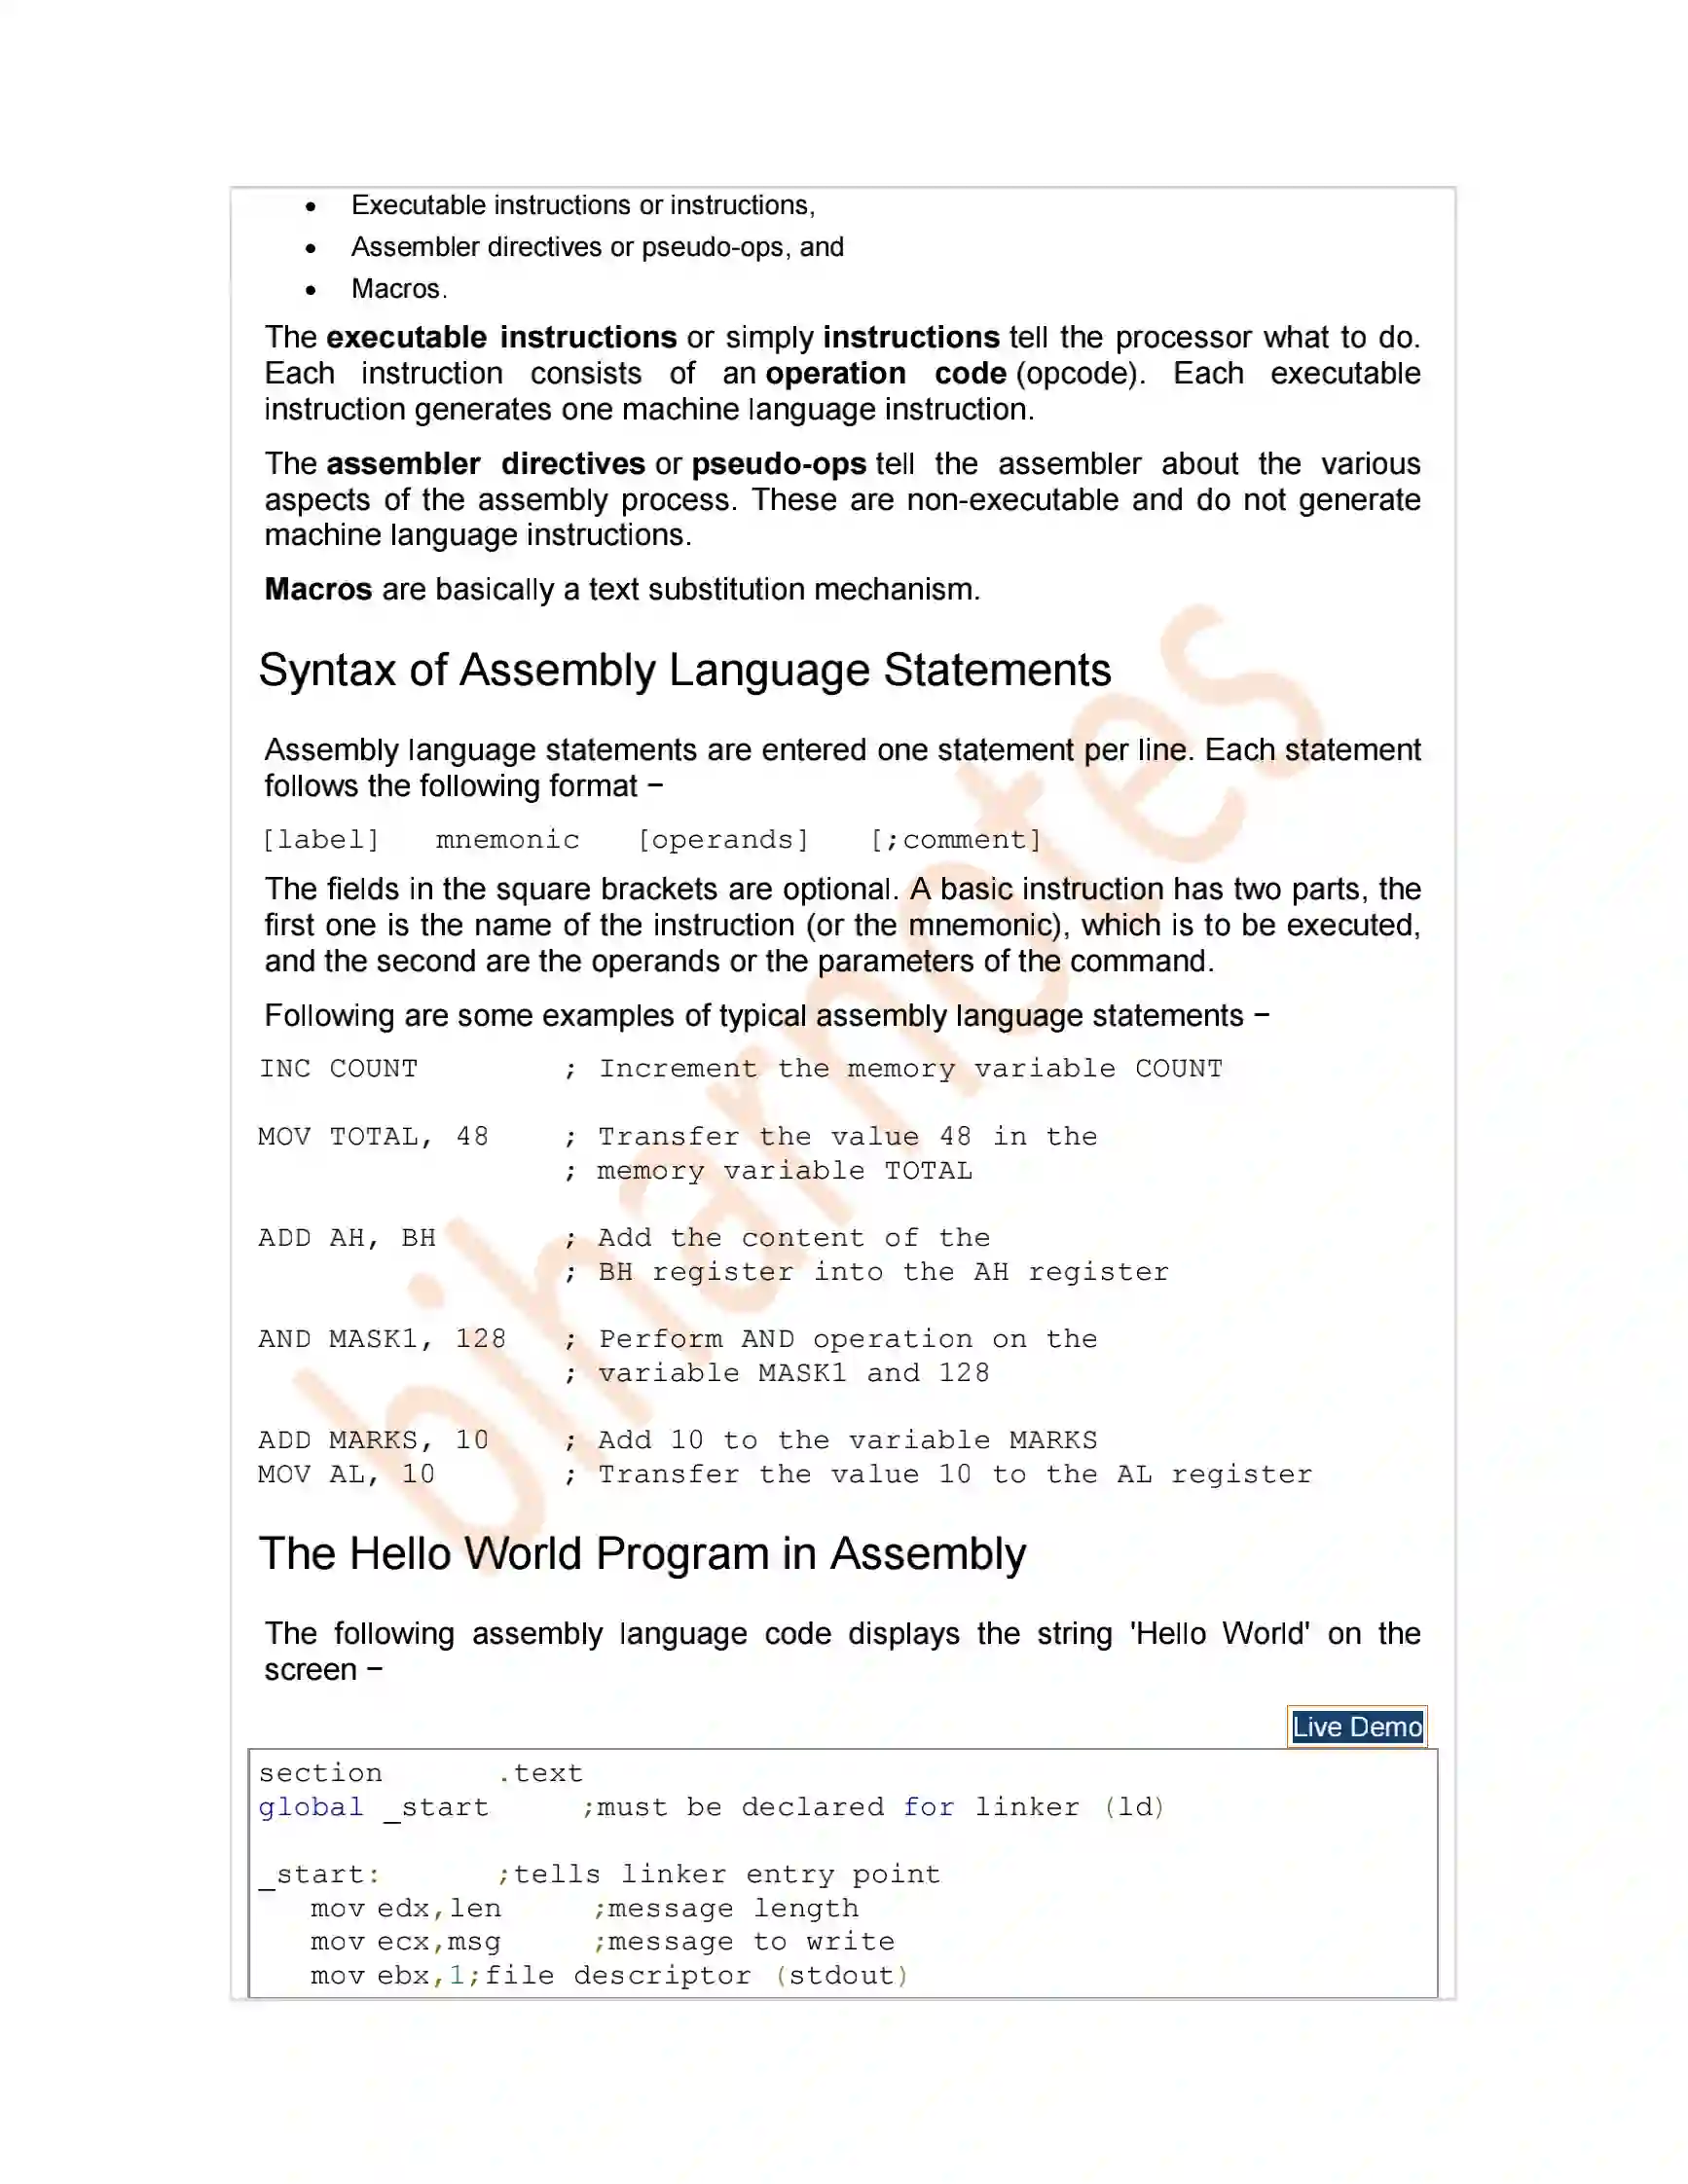 • Executable instructions or instructions,
• Assembler directives or pseudo-ops, and
• Macros.
The executable instructions or simply instructions tell the processor what to do.
Each instruction consists of an operation code (opcode). Each executable
instruction generates one machine language instruction.
The assembler directives or pseudo-ops tell the assembler about the various
aspects of the assembly process. These are non-executable and do not generate
machine language instructions.
Macros are basically a text substitution mechanism.
Syntax of Assembly Language Statements
Assembly language statements are entered one statement per line. Each statement
follows the following format −
[label]   mnemonic   [operands]   [;comment]
The fields in the square brackets are optional. A basic instruction has two parts, the
first one is the name of the instruction (or the mnemonic), which is to be executed,
and the second are the operands or the parameters of the command.
Following are some examples of typical assembly language statements −
INC COUNT        ; Increment the memory variable COUNT
MOV TOTAL, 48    ; Transfer the value 48 in the
                 ; memory variable TOTAL
ADD AH, BH       ; Add the content of the
                 ; BH register into the AH register
AND MASK1, 128   ; Perform AND operation on the
                 ; variable MASK1 and 128
ADD MARKS, 10    ; Add 10 to the variable MARKS
MOV AL, 10       ; Transfer the value 10 to the AL register
The Hello World Program in Assembly
The following assembly language code displays the string 'Hello World' on the
screen −
Live Demo
section       .text
global _start     ;must be declared for linker (ld)
_start:       ;tells linker entry point
   mov edx,len     ;message length
   mov ecx,msg     ;message to write
   mov ebx,1;file descriptor (stdout)
biharnotes